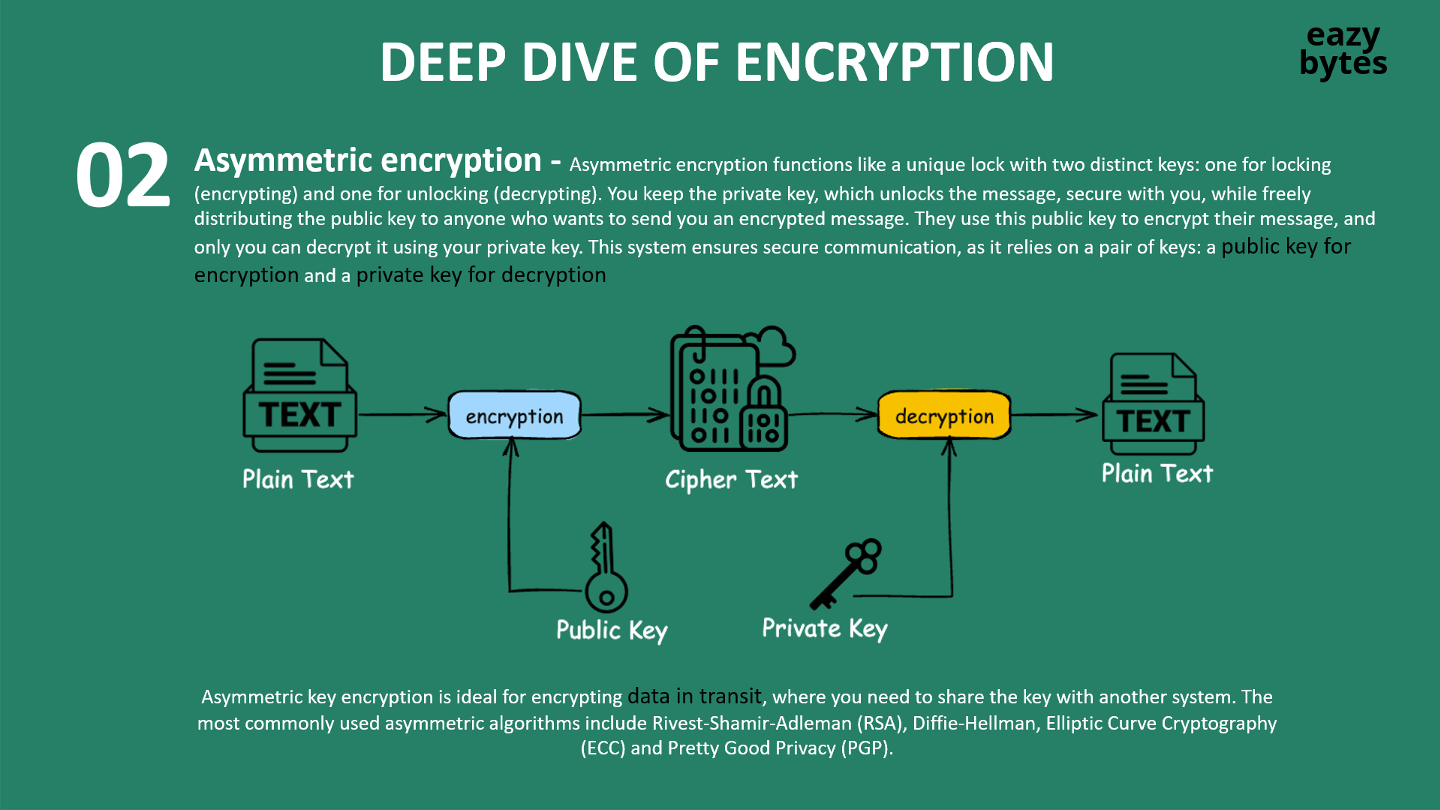 DEEP DIVE OF ENCRYPTION
eazy
bytes
02
Asymmetric encryption - Asymmetric encryption functions like a unique lock with two distinct keys: one for locking
(encrypting) and one for unlocking (decrypting). You keep the private key, which unlocks the message, secure with you, while freely
distributing the public key to anyone who wants to send you an encrypted message. They use this public key to encrypt their message, and
only you can decrypt it using your private key. This system ensures secure communication, as it relies on a pair of keys: a public key for
encryption and a private key for decryption
TEXT
encryption
decryption
TEXT
Plain Text
Cipher Text
Plain Text
Public Key
Private Key
Asymmetric key encryption is ideal for encrypting data in transit, where you need to share the key with another system. The
most commonly used asymmetric algorithms include Rivest-Shamir-Adleman (RSA), Diffie-Hellman, Elliptic Curve Cryptography
(ECC) and Pretty Good Privacy (PGP).